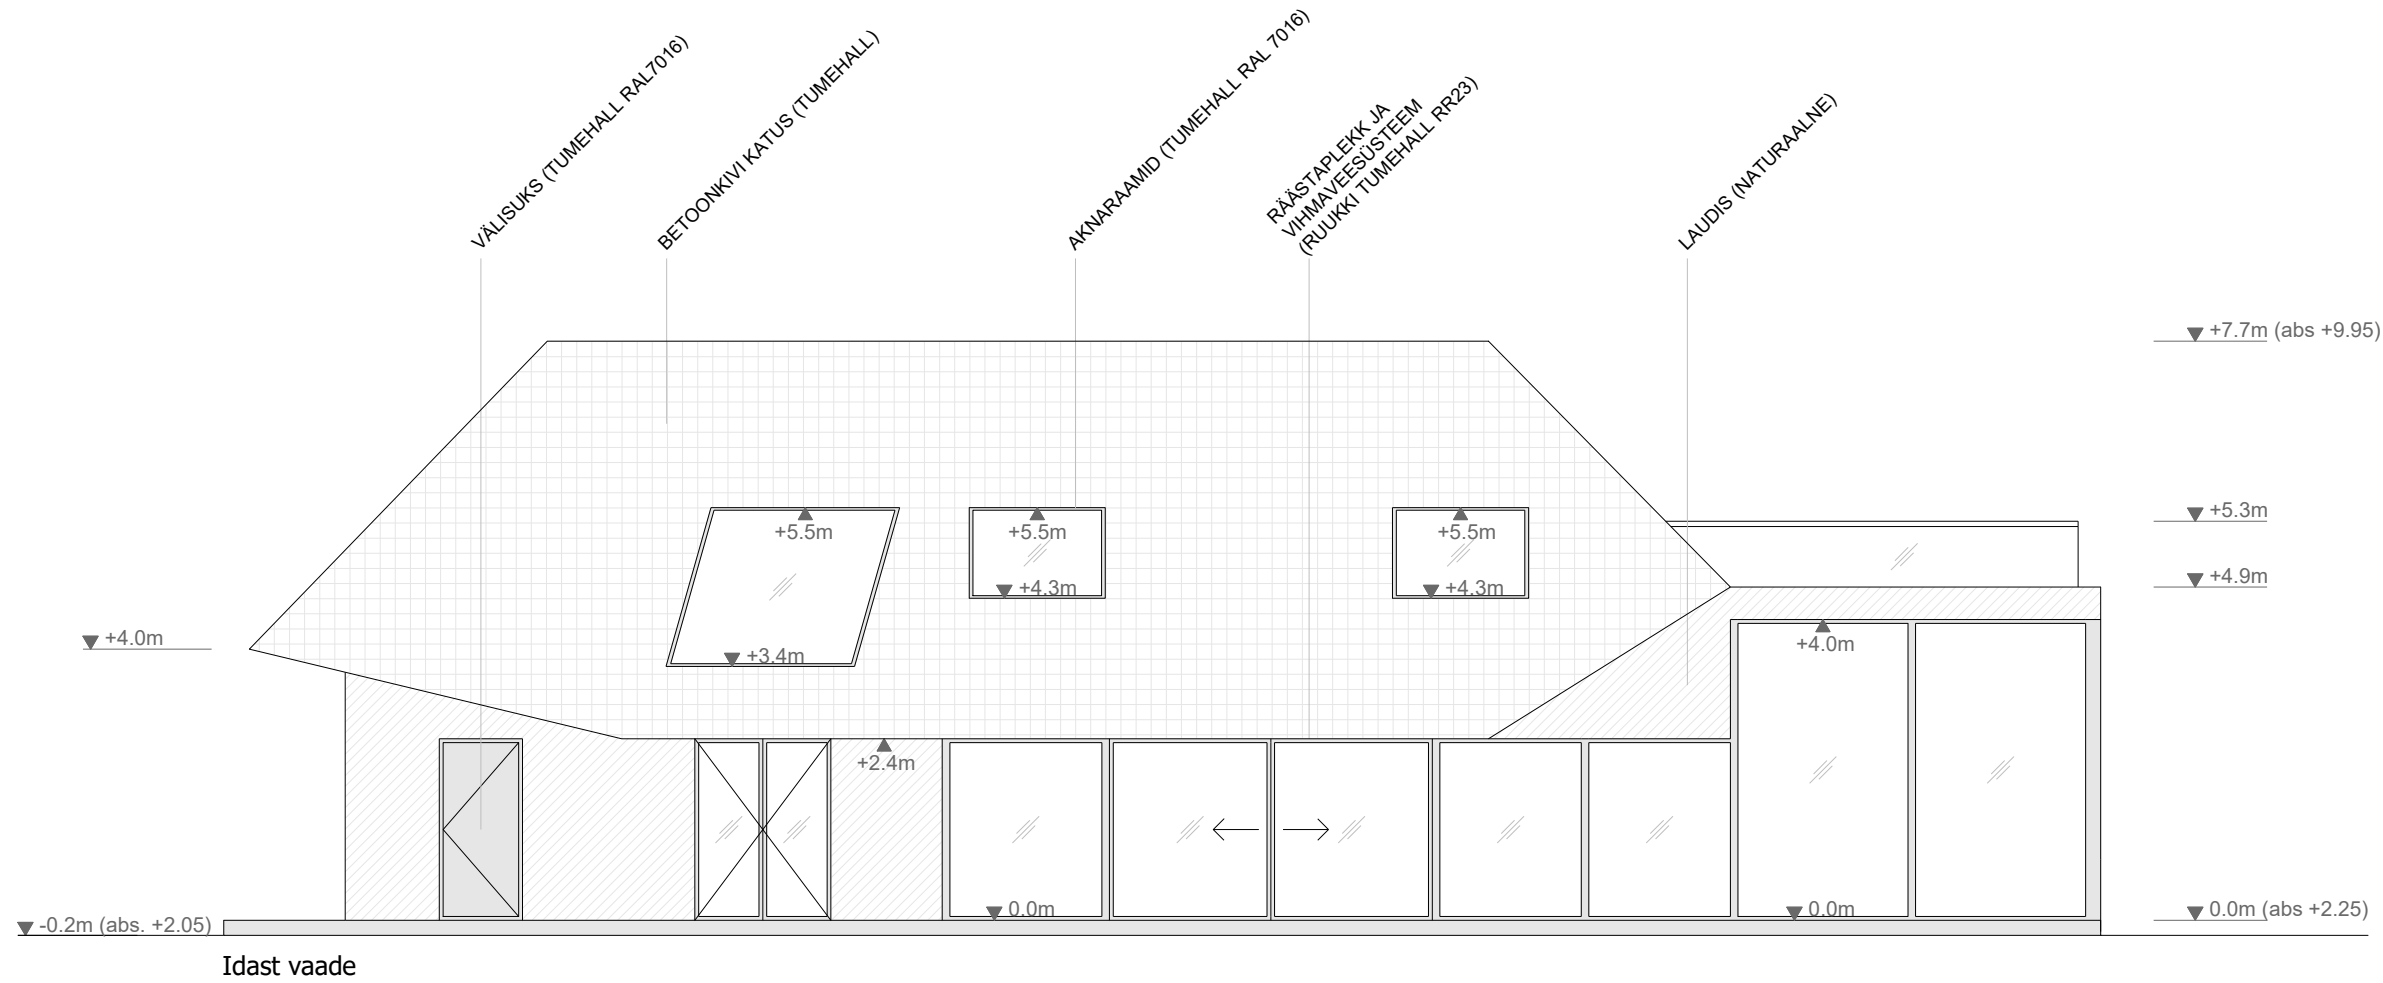 VÄLISUKS (TUMEHALL RAL7016)
BETOONKIVI KATUS (TUMEHALL)
AKNARAAMID (TUMEHALL RAL 7016)
RÄÄSTAPLEKK JA
VIHMAVEESÜSTEEM
(RUUKKI TUMEHALL RR23)
LAUDIS (NATURAALNE)
+7.7m (abs +9.95)
+5.3m
+5.5m
+5.5m
+5.5m
+4.9m
+4.3m
+4.3m
+4.0m
+4.0m
+3.4m
+2.4m
0.0m
0.0m
0.0m (abs +2.25)
-0.2m (abs. +2.05)
Idast vaade